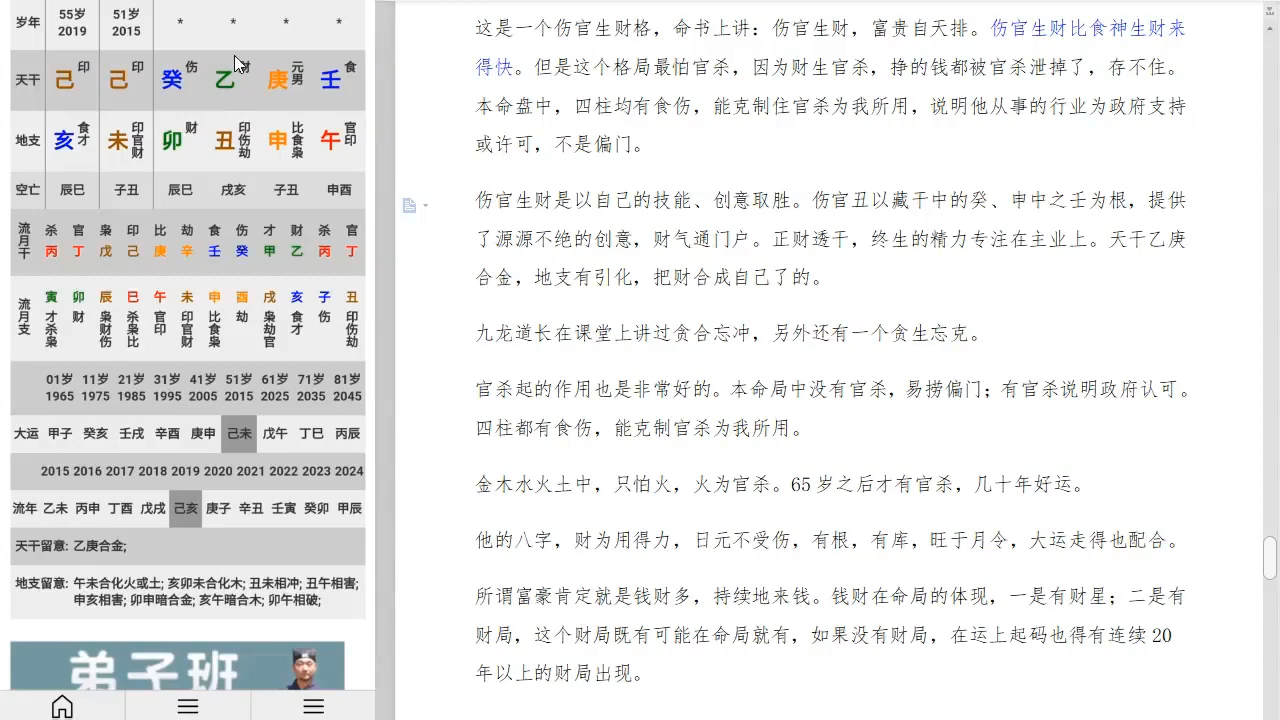 岁年 55岁 51岁 * * * *
2019 2015
天干 己印 己印 癸伤 乙 庚元男 壬食
地支 亥食才 未印官财 卯财 丑印伤劫 申比食枭 午官印
空亡 辰巳 子丑 辰巳 戌亥 子丑 申酉
流月干 杀 官 枭 印 比 劫 食 伤 才 财 杀 官
丙 丁 戊 己 庚 辛 壬 癸 甲 乙 丙 丁
流月支 寅 卯 辰 巳 午 未 申 酉 戌 亥 子 丑
才杀枭 财 枭财伤 杀枭比 官印 印官财 比食枭 劫 枭劫官 食才 伤 印伤劫
01岁 11岁 21岁 31岁 41岁 51岁 61岁 71岁 81岁
1965 1975 1985 1995 2005 2015 2025 2035 2045
大运 甲子 癸亥 壬戌 辛酉 庚申 己未 戊午 丁巳 丙辰
2015 2016 2017 2018 2019 2020 2021 2022 2023 2024
流年 乙未 丙申 丁酉 戊戌 己亥 庚子 辛丑 壬寅 癸卯 甲辰
天干留意: 乙庚合金;
地支留意: 午未合化火或土; 亥卯未合化木; 丑未相冲; 丑午相害;
申亥相害; 卯申暗合金; 亥午暗合木; 卯午相破;
弟子班
这是一个伤官生财格，命书上讲：伤官生财，富贵自天排。伤官生财比食神生财来
得快。但是这个格局最怕官杀，因为财生官杀，挣的钱都被官杀泄掉了，存不住。
本命盘中，四柱均有食伤，能克制住官杀为我所用，说明他从事的行业为政府支持
或许可，不是偏门。
伤官生财是以自己的技能、创意取胜。伤官丑以藏干中的癸、申中之壬为根，提供
了源源不绝的创意，财气通门户。正财透干，终生的精力专注在主业上。天干乙庚
合金，地支有引化，把财合成自己了的。
九龙道长在课堂上讲过贪合忘冲，另外还有一个贪生忘克。
官杀起的作用也是非常好的。本命局中没有官杀，易捞偏门；有官杀说明政府认可。
四柱都有食伤，能克制官杀为我所用。
金木水火土中，只怕火，火为官杀。65 岁之后才有官杀，几十年好运。
他的八字，财为用得力，日元不受伤，有根，有库，旺于月令，大运走得也配合。
所谓富豪肯定就是钱财多，持续地来钱。钱财在命局的体现，一是有财星；二是有
财局，这个财局既有可能在命局就有，如果没有财局，在运上起码也得有连续 20
年以上的财局出现。